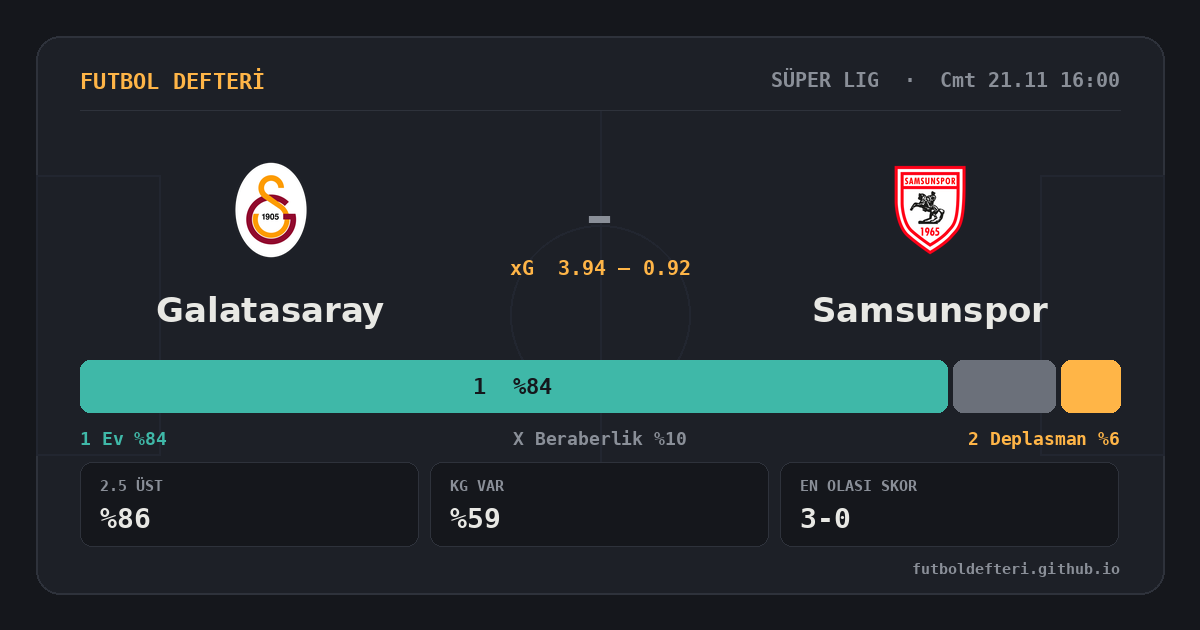 FUTBOL DEFTERİ
SÜPER LIG · Cmt 21.11 16:00
1905
SAMSUNSPOR
1965
–
xG 3.94 – 0.92
Galatasaray
Samsunspor
1 %84
1 Ev %84
X Beraberlik %10
2 Deplasman %6
2.5 ÜST
%86
KG VAR
%59
EN OLASI SKOR
3-0
futboldefteri.github.io